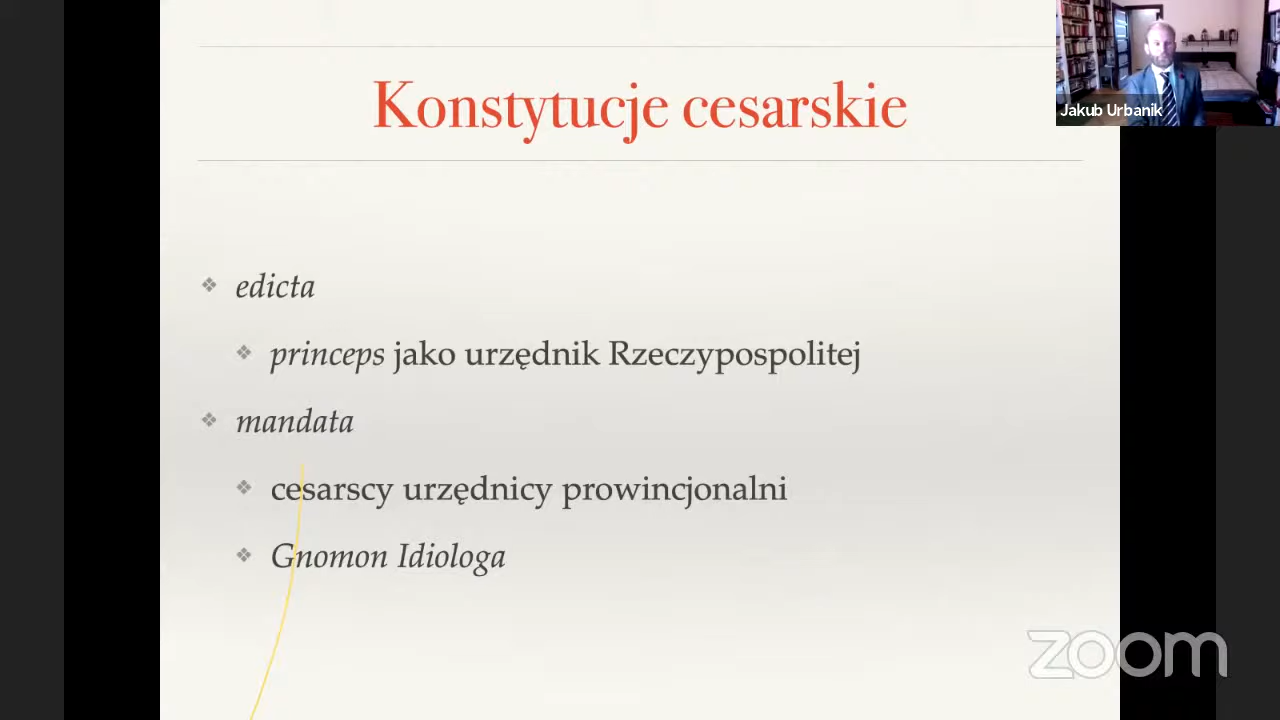 Konstytucje cesarskie
Jakub Urbanik
edicta
princeps jako urzędnik Rzeczypospolitej
mandata
cesarscy urzędnicy prowincjonalni
Gnomon Idiologa
zoom